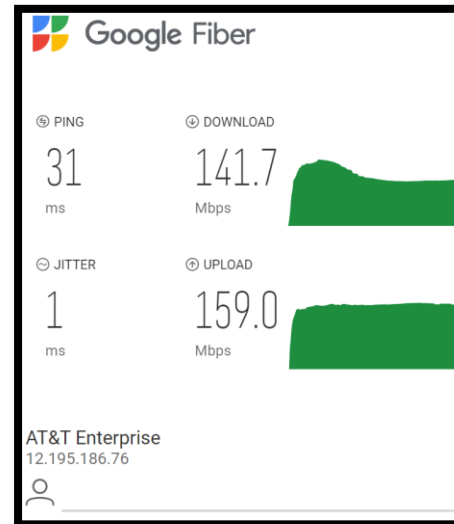 Google Fiber
PING
DOWNLOAD
31
141.7
ms
Mbps
JITTER
UPLOAD
1
159.0
ms
Mbps
AT&T Enterprise
12.195.186.76